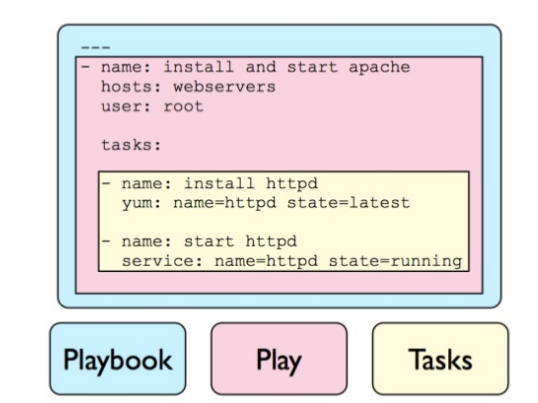 ---
- name: install and start apache
  hosts: webservers
  user: root
  tasks:
  - name: install httpd
    yum: name=httpd state=latest
  - name: start httpd
    service: name=httpd state=running
Playbook
Play
Tasks